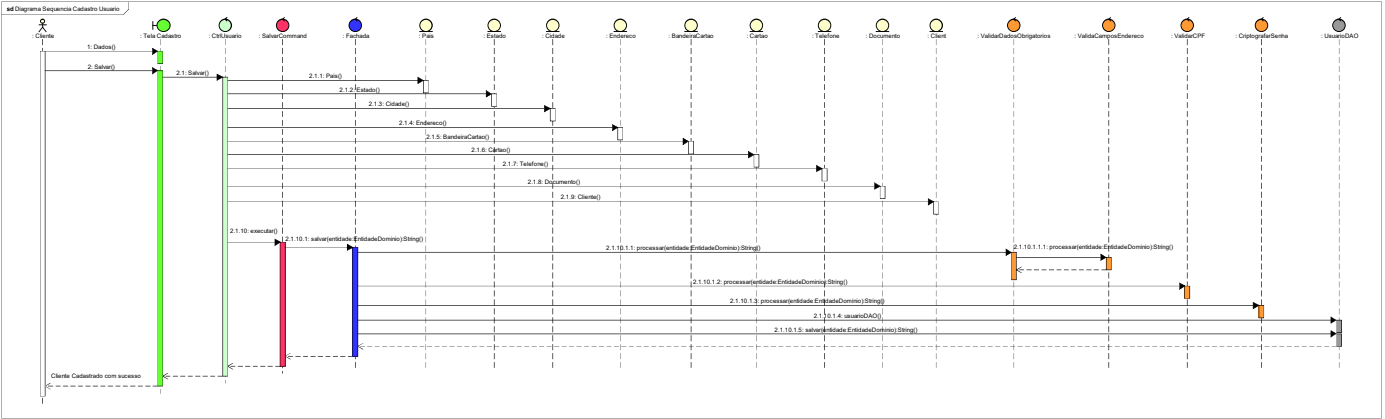 sd Diagrama Sequencia Cadastro Usuario
: Cliente
: Tela Cadastro
: CtrlUsuario
: SalvarCommand
: Fachada
: Pais
: Estado
: Cidade
: Endereco
: BandeiraCartao
: Cartao
: Telefone
: Documento
: Client
: ValidarDadosObrigatorios
: ValidaCamposEndereco
: ValidarCPF
: CriptografarSenha
: UsuarioDAO
1: Dados()
2: Salvar()
2.1: Salvar()
2.1.1: Pais()
2.1.2: Estado()
2.1.3: Cidade()
2.1.4: Endereco()
2.1.5: BandeiraCartao()
2.1.6: Cartao()
2.1.7: Telefone()
2.1.8: Documento()
2.1.9: Cliente()
2.1.10: executar()
2.1.10.1: salvar(entidade:EntidadeDominio):String()
2.1.10.1.1: processar(entidade:EntidadeDominio):String()
2.1.10.1.1.1: processar(entidade:EntidadeDominio):String()
2.1.10.1.2: processar(entidade:EntidadeDominio):String()
2.1.10.1.3: processar(entidade:EntidadeDominio):String()
2.1.10.1.4: usuarioDAO()
2.1.10.1.5: salvar(entidade:EntidadeDominio):String()
Cliente Cadastrado com sucesso